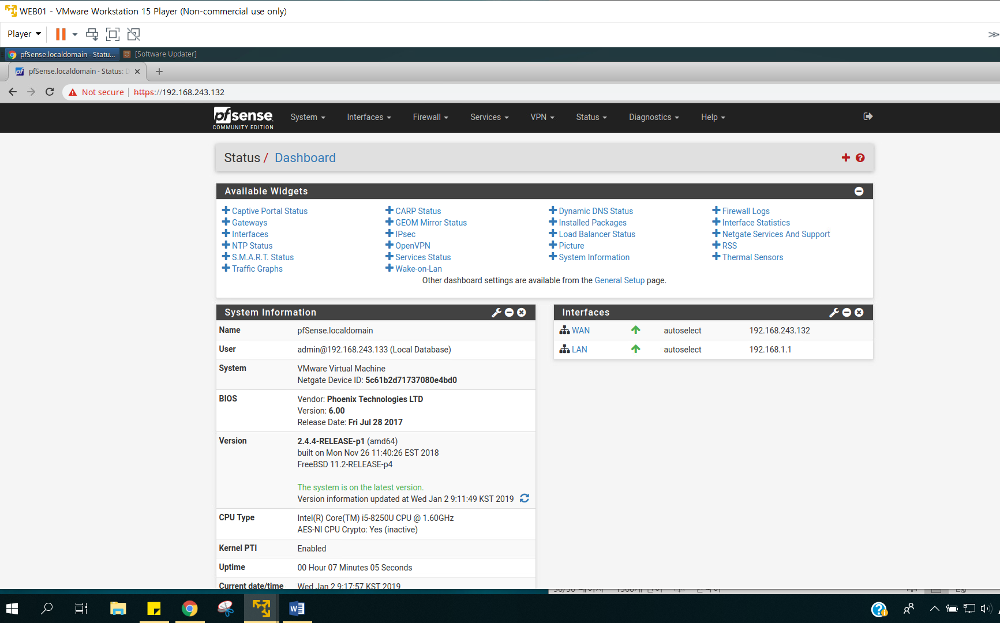 WEB01 - VMware Workstation 15 Player (Non-commercial use only)
Player
pfSense.localdomain - Statu... [Software Updater]
pfSense.localdomain - Status: D
Not secure https://192.168.243.132
pfsense
COMMUNITY EDITION
System Interfaces Firewall Services VPN Status Diagnostics Help
Status / Dashboard
Available Widgets
Captive Portal Status CARP Status Dynamic DNS Status Firewall Logs
Gateways GEOM Mirror Status Installed Packages Interface Statistics
Interfaces IPsec Load Balancer Status Netgate Services And Support
NTP Status OpenVPN Picture RSS
S.M.A.R.T. Status Services Status System Information Thermal Sensors
Traffic Graphs Wake-on-Lan
Other dashboard settings are available from the General Setup page.
System Information
Name pfSense.localdomain
User admin@192.168.243.133 (Local Database)
System VMware Virtual Machine
Netgate Device ID: 5c61b2d71737080e4bd0
BIOS Vendor: Phoenix Technologies LTD
Version: 6.00
Release Date: Fri Jul 28 2017
Version 2.4.4-RELEASE-p1 (amd64)
built on Mon Nov 26 11:40:26 EST 2018
FreeBSD 11.2-RELEASE-p4
The system is on the latest version.
Version information updated at Wed Jan 2 9:11:49 KST 2019
CPU Type Intel(R) Core(TM) i5-8250U CPU @ 1.60GHz
AES-NI CPU Crypto: Yes (inactive)
Kernel PTI Enabled
Uptime 00 Hour 07 Minutes 05 Seconds
Current date/time Wed Jan 2 9:17:57 KST 2019
Interfaces
WAN autoselect 192.168.243.132
LAN autoselect 192.168.1.1